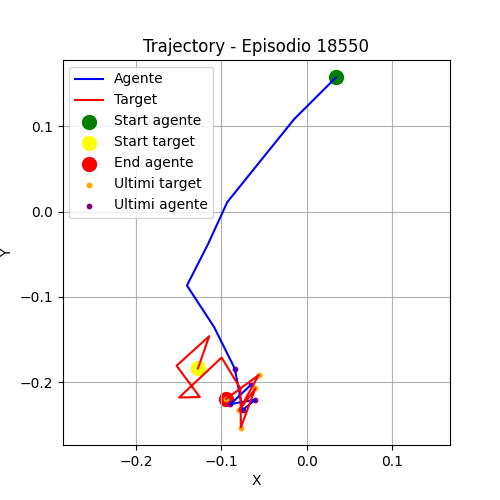 Trajectory - Episodio 18550
Agente
Target
Start agente
Start target
End agente
Ultimi target
Ultimi agente
0.1
0.0
−0.1
−0.2
Y
−0.2
−0.1
0.0
0.1
X